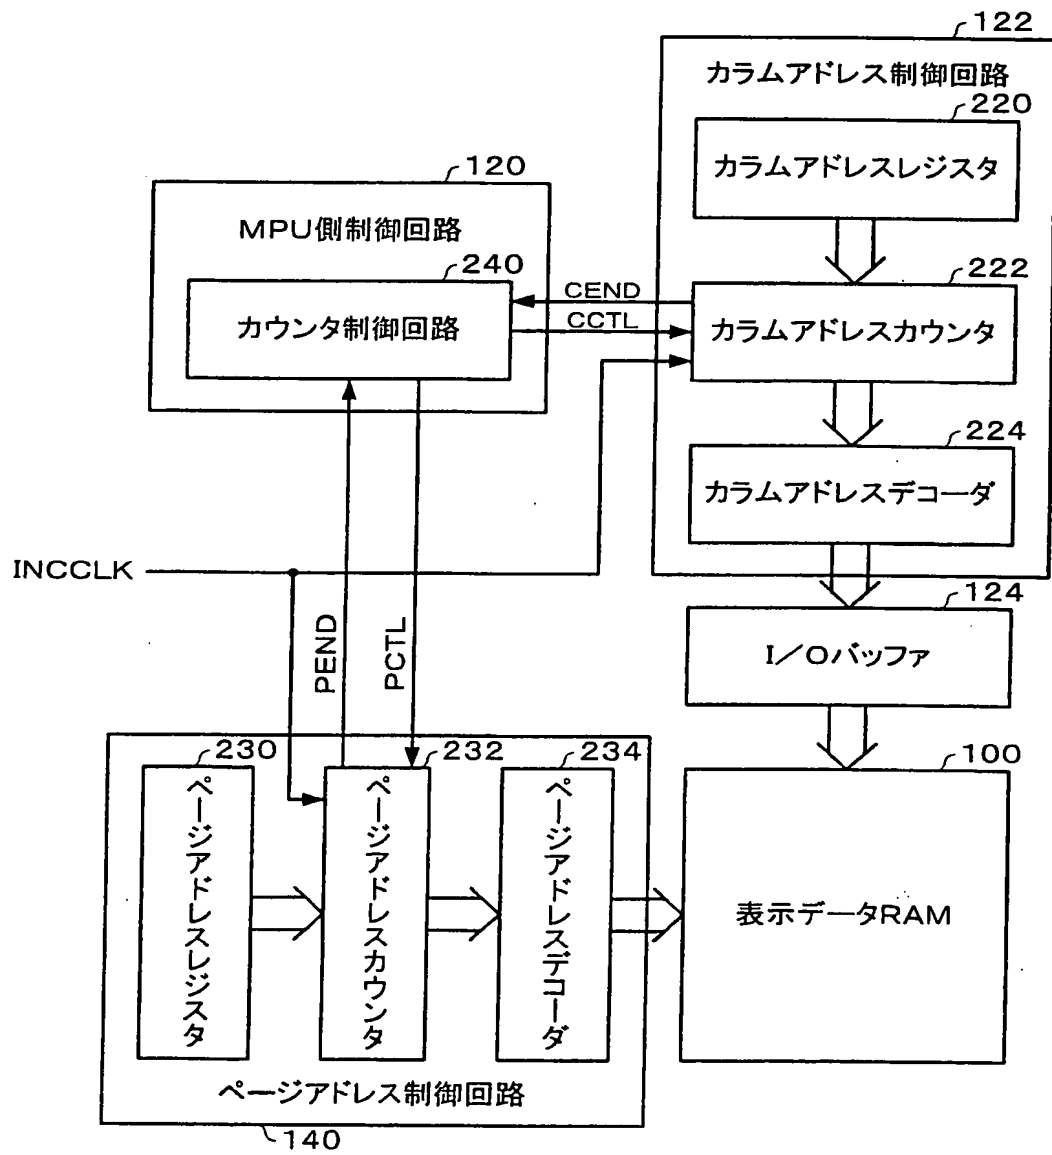 122
カラムアドレス制御回路
220
カラムアドレスレジスタ
120
MPU側制御回路
240
カウンタ制御回路
CEND
CCTL
222
カラムアドレスカウンタ
224
カラムアドレスデコーダ
INCCLK
124
I/Oバッファ
PEND
PCTL
230
ページアドレスレジスタ
232
ページアドレスカウンタ
234
ページアドレスデコーダ
100
表示データRAM
ページアドレス制御回路
140